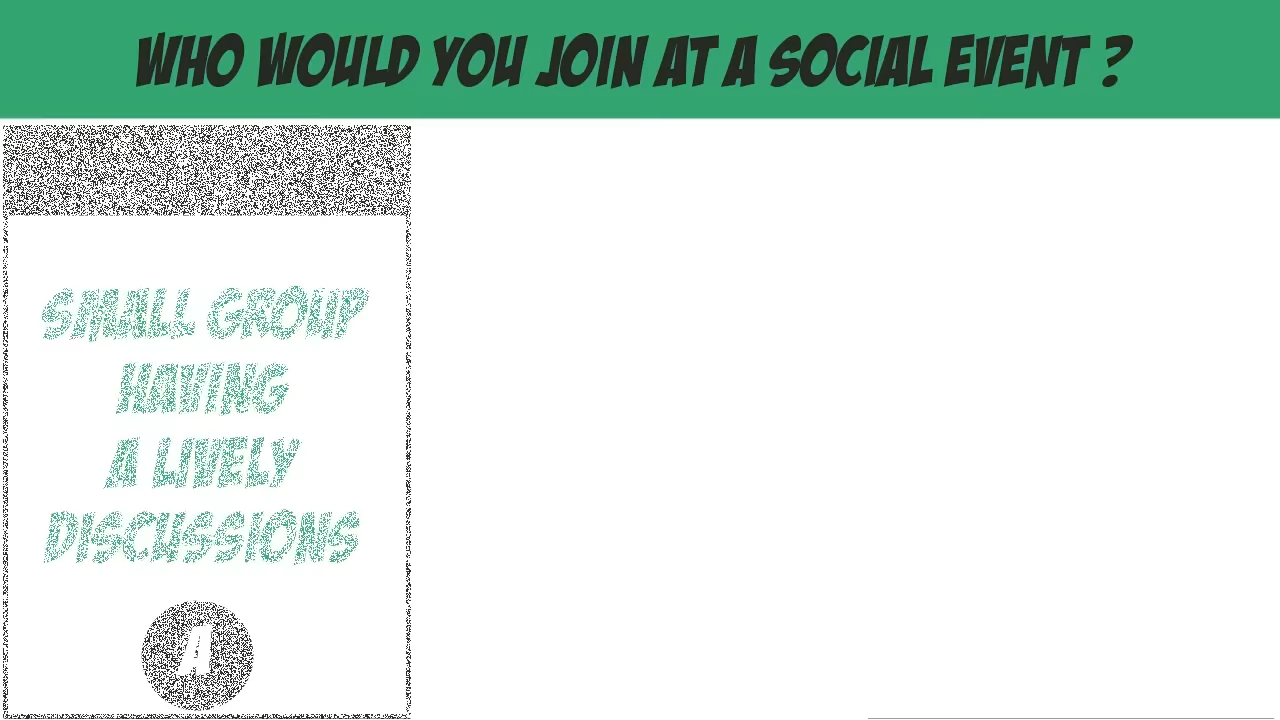 WHO WOULD YOU JOIN AT A SOCIAL EVENT ?
SMALL GROUP
HAVING
A LIVELY
DISCUSSIONS
A